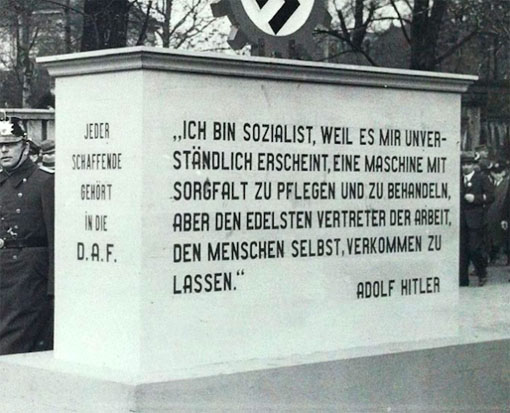 JEDER
SCHAFFENDE
GEHÖRT
IN DIE
D.A.F.
„ICH BIN SOZIALIST, WEIL ES MIR UNVER-
STÄNDLICH ERSCHEINT, EINE MASCHINE MIT
SORGFALT ZU PFLEGEN UND ZU BEHANDELN,
ABER DEN EDELSTEN VERTRETER DER ARBEIT,
DEN MENSCHEN SELBST, VERKOMMEN ZU
LASSEN.“
ADOLF HITLER